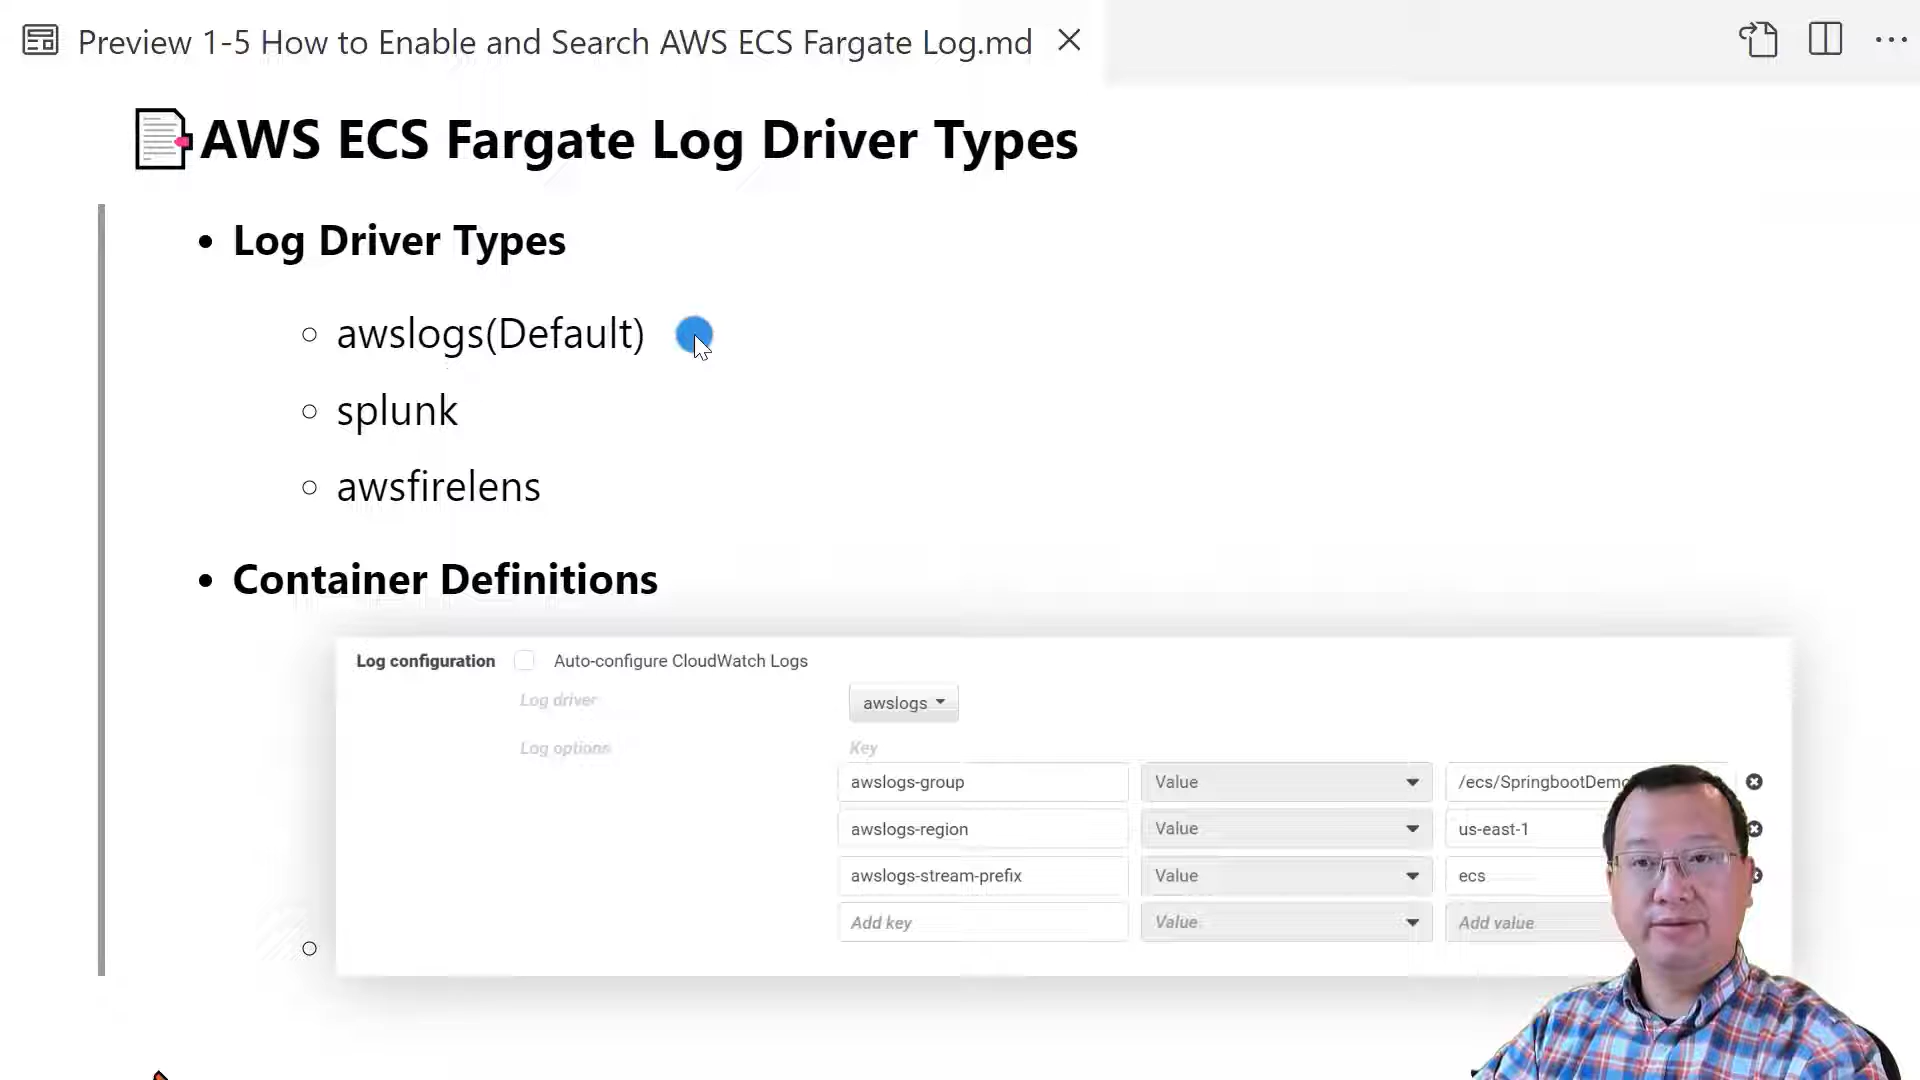 Preview 1-5 How to Enable and Search AWS ECS Fargate Log.md
AWS ECS Fargate Log Driver Types
Log Driver Types
awslogs(Default)
splunk
awsfirelens
Container Definitions
Log configuration Auto-configure CloudWatch Logs
Log driver awslogs
Log options Key
awslogs-group Value /ecs/SpringbootDemo
awslogs-region Value us-east-1
awslogs-stream-prefix Value ecs
Add key Value Add value